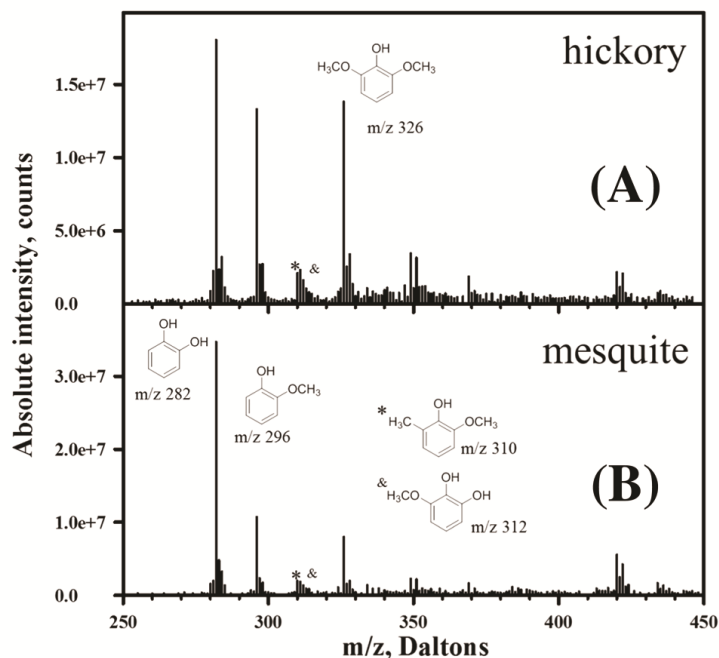 hickory
OH
H₃CO
OCH₃
m/z 326
(A)
1.5e+7
1.0e+7
5.0e+6
0.0
*
&
Absolute intensity, counts
mesquite
OH
OH
m/z 282
OH
OCH₃
m/z 296
*
OH
H₃C
OCH₃
m/z 310
&
OH
H₃CO
OH
m/z 312
(B)
3.0e+7
2.0e+7
1.0e+7
0.0
*
&
250
300
350
400
450
m/z, Daltons